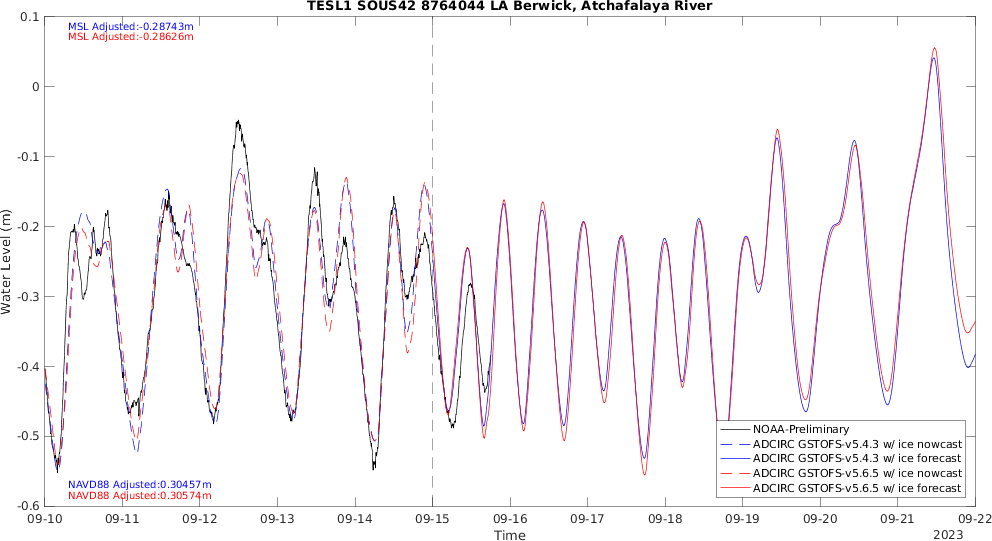 TESL1 SOUS42 8764044 LA Berwick, Atchafalaya River
MSL Adjusted:-0.28743m
MSL Adjusted:-0.28626m
0.1
0
-0.1
-0.2
-0.3
-0.4
-0.5
-0.6
Water Level (m)
NAVD88 Adjusted:0.30457m
NAVD88 Adjusted:0.30574m
NOAA-Preliminary
ADCIRC GSTOFS-v5.4.3 w/ ice nowcast
ADCIRC GSTOFS-v5.4.3 w/ ice forecast
ADCIRC GSTOFS-v5.6.5 w/ ice nowcast
ADCIRC GSTOFS-v5.6.5 w/ ice forecast
09-10 09-11 09-12 09-13 09-14 09-15 09-16 09-17 09-18 09-19 09-20 09-21 09-22
Time
2023